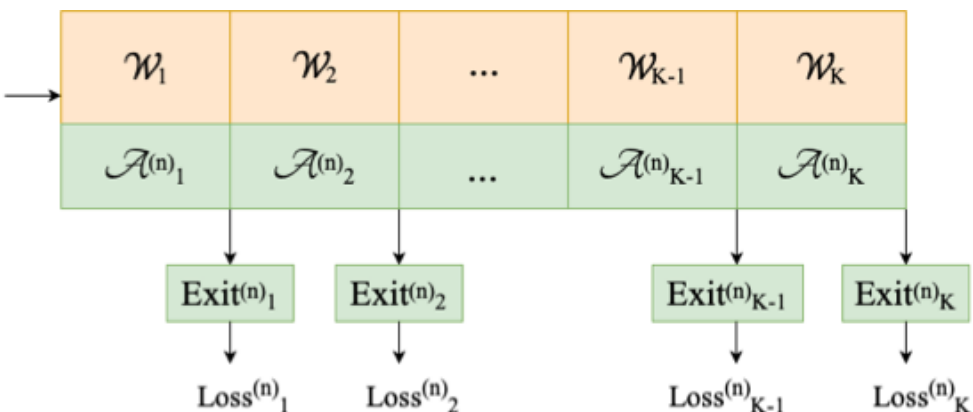 𝒲₁ 𝒲₂ ... 𝒲K-1 𝒲K
𝒜⁽ⁿ⁾₁ 𝒜⁽ⁿ⁾₂ ... 𝒜⁽ⁿ⁾K-1 𝒜⁽ⁿ⁾K
Exit⁽ⁿ⁾₁ Exit⁽ⁿ⁾₂ Exit⁽ⁿ⁾K-1 Exit⁽ⁿ⁾K
Loss⁽ⁿ⁾₁ Loss⁽ⁿ⁾₂ Loss⁽ⁿ⁾K-1 Loss⁽ⁿ⁾K